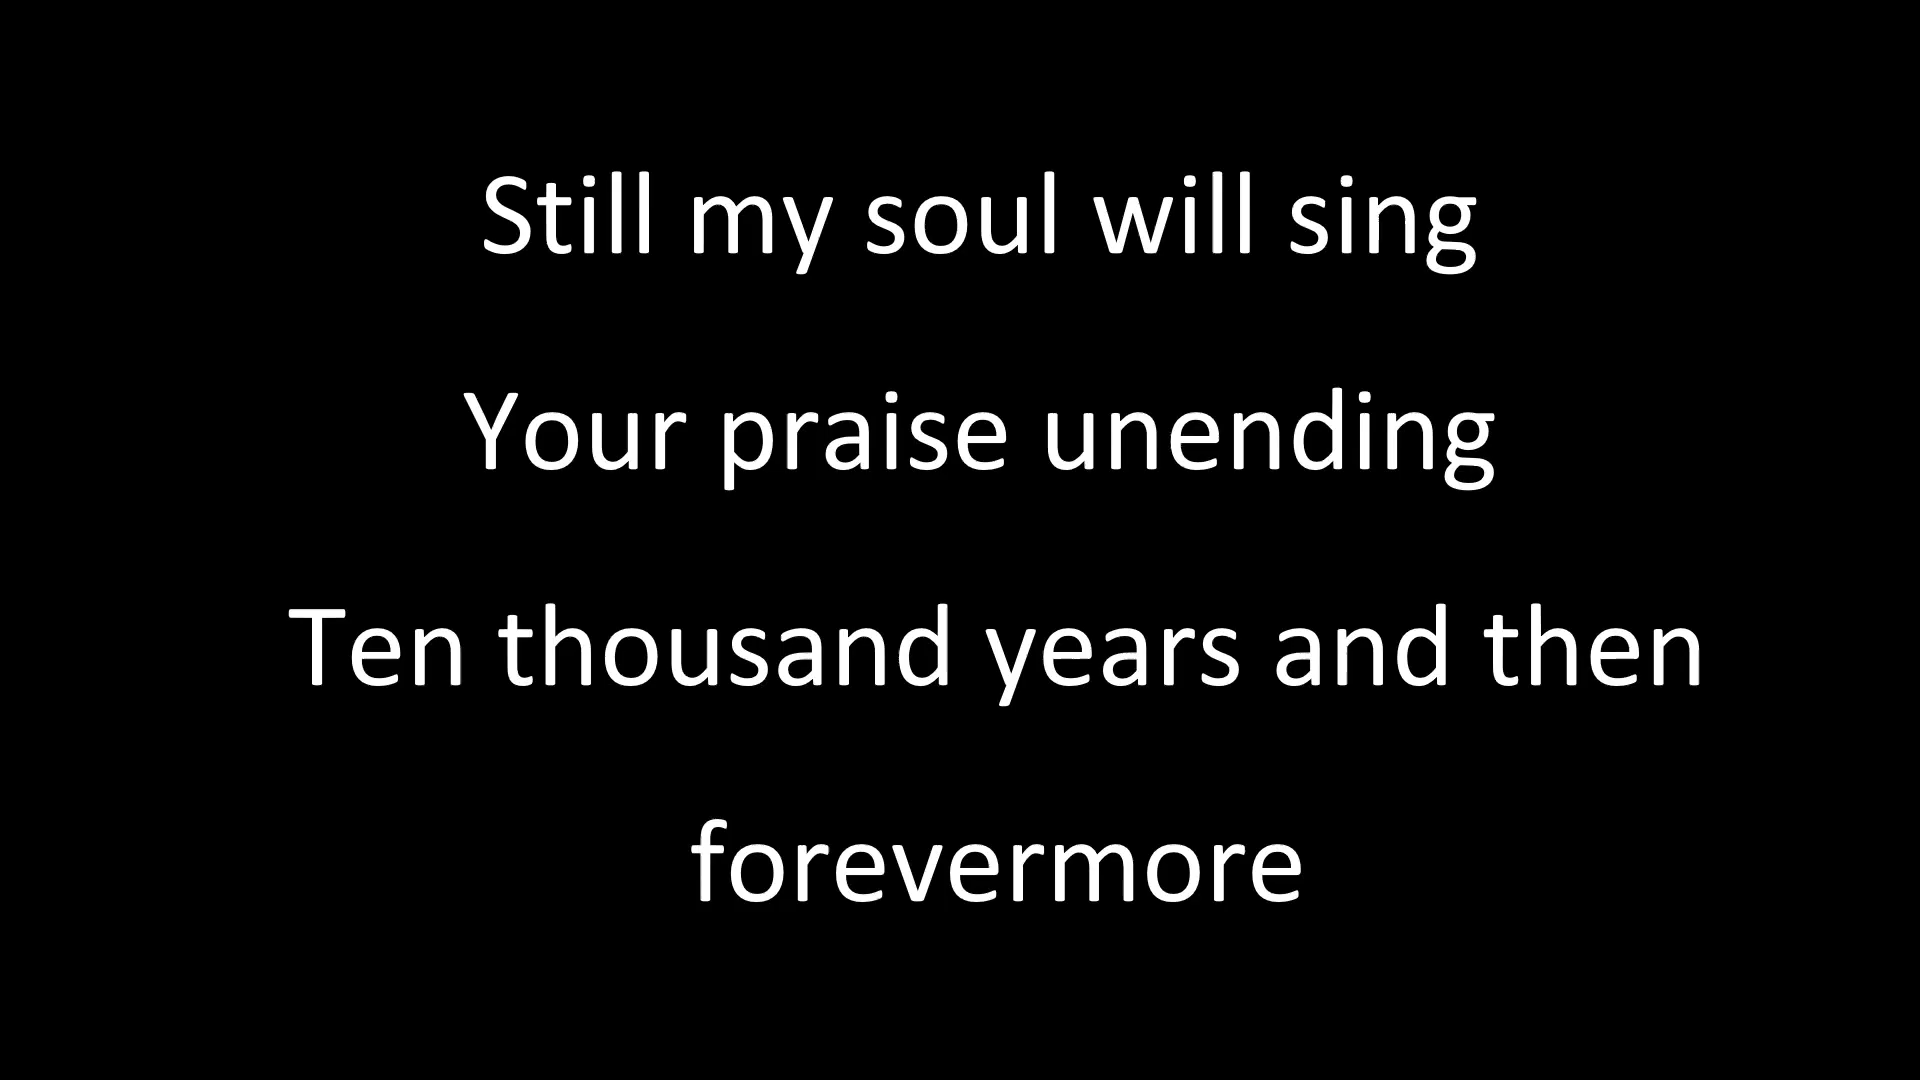 Still my soul will sing
Your praise unending
Ten thousand years and then
forevermore